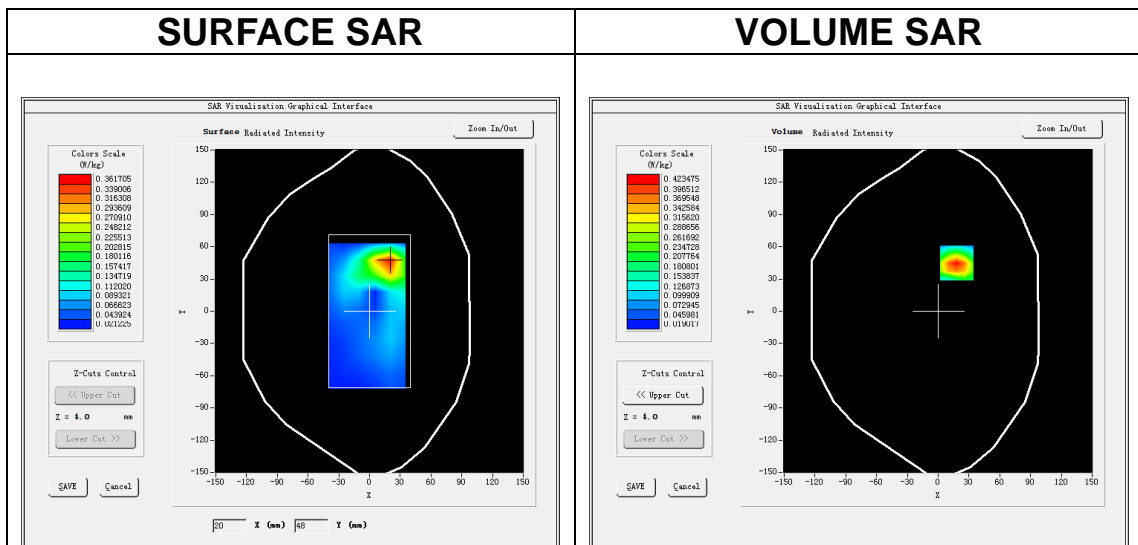 SURFACE SAR
VOLUME SAR
SAR Visualisation Graphical Interface
Surface Radiated Intensity
Zoom In/Out
Colors Scale
(W/kg)
0.361705
0.339006
0.316308
0.293609
0.270910
0.248212
0.225513
0.202815
0.180116
0.157417
0.134719
0.112020
0.089321
0.066623
0.043924
0.021225
150
120
90
60
30
0
-30
-60
-90
-120
-150
Y
-150 -120 -90 -60 -30 0 30 60 90 120 150
X
Z-Cuts Control
<< Upper Cut
Z = 4.0 mm
Lower Cut >>
SAVE Cancel
20 X (mm) 48 Y (mm)
SAR Visualisation Graphical Interface
Volume Radiated Intensity
Zoom In/Out
Colors Scale
(W/kg)
0.423475
0.396512
0.369548
0.342584
0.315620
0.288656
0.261692
0.234728
0.207764
0.180801
0.153837
0.126873
0.099909
0.072945
0.045981
0.019017
150
120
90
60
30
0
-30
-60
-90
-120
-150
Y
-150 -120 -90 -60 -30 0 30 60 90 120 150
X
Z-Cuts Control
<< Upper Cut
Z = 4.0 mm
Lower Cut >>
SAVE Cancel